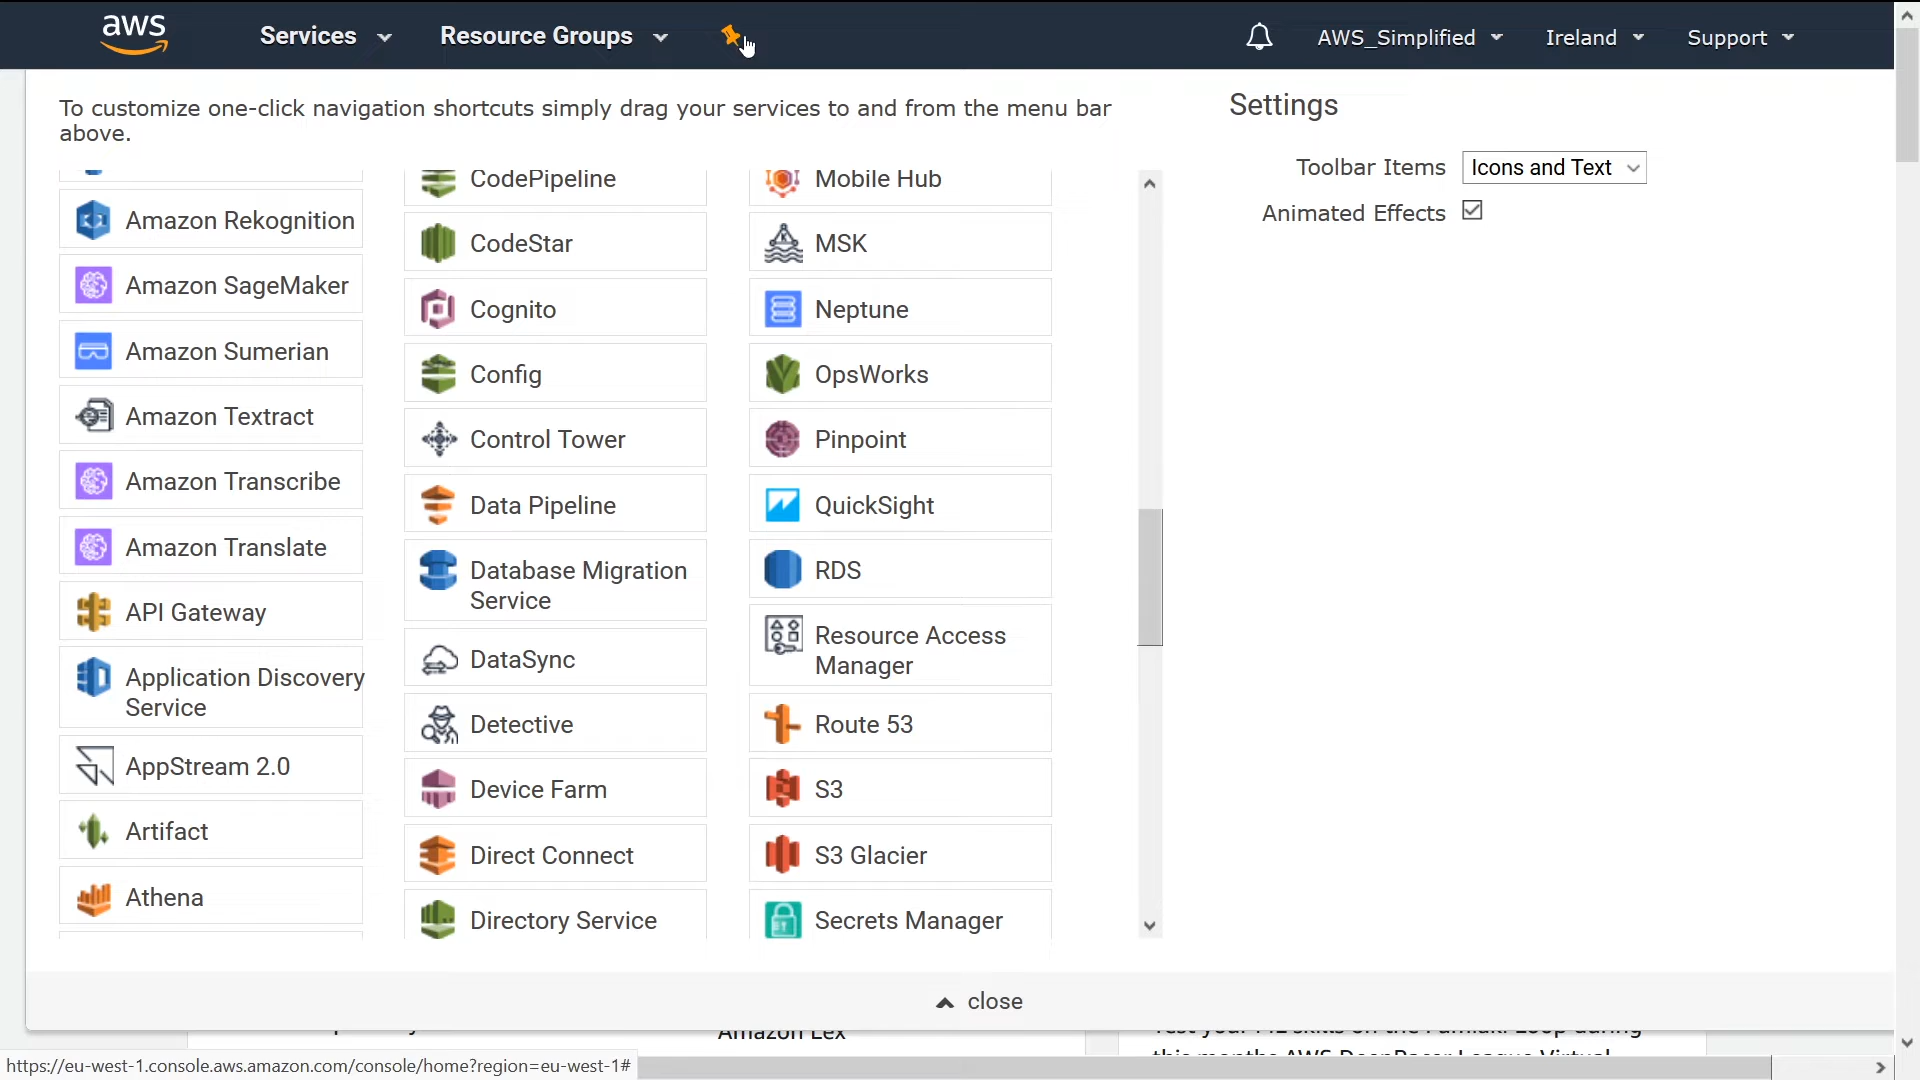 aws
Services
Resource Groups
AWS_Simplified
Ireland
Support
To customize one-click navigation shortcuts simply drag your services to and from the menu bar
above.
Amazon Rekognition
Amazon SageMaker
Amazon Sumerian
Amazon Textract
Amazon Transcribe
Amazon Translate
API Gateway
Application Discovery
Service
AppStream 2.0
Artifact
Athena
CodePipeline
CodeStar
Cognito
Config
Control Tower
Data Pipeline
Database Migration
Service
DataSync
Detective
Device Farm
Direct Connect
Directory Service
Mobile Hub
MSK
Neptune
OpsWorks
Pinpoint
QuickSight
RDS
Resource Access
Manager
Route 53
S3
S3 Glacier
Secrets Manager
Settings
Toolbar Items
Icons and Text
Animated Effects
close
Amazon Lex
https://eu-west-1.console.aws.amazon.com/console/home?region=eu-west-1#